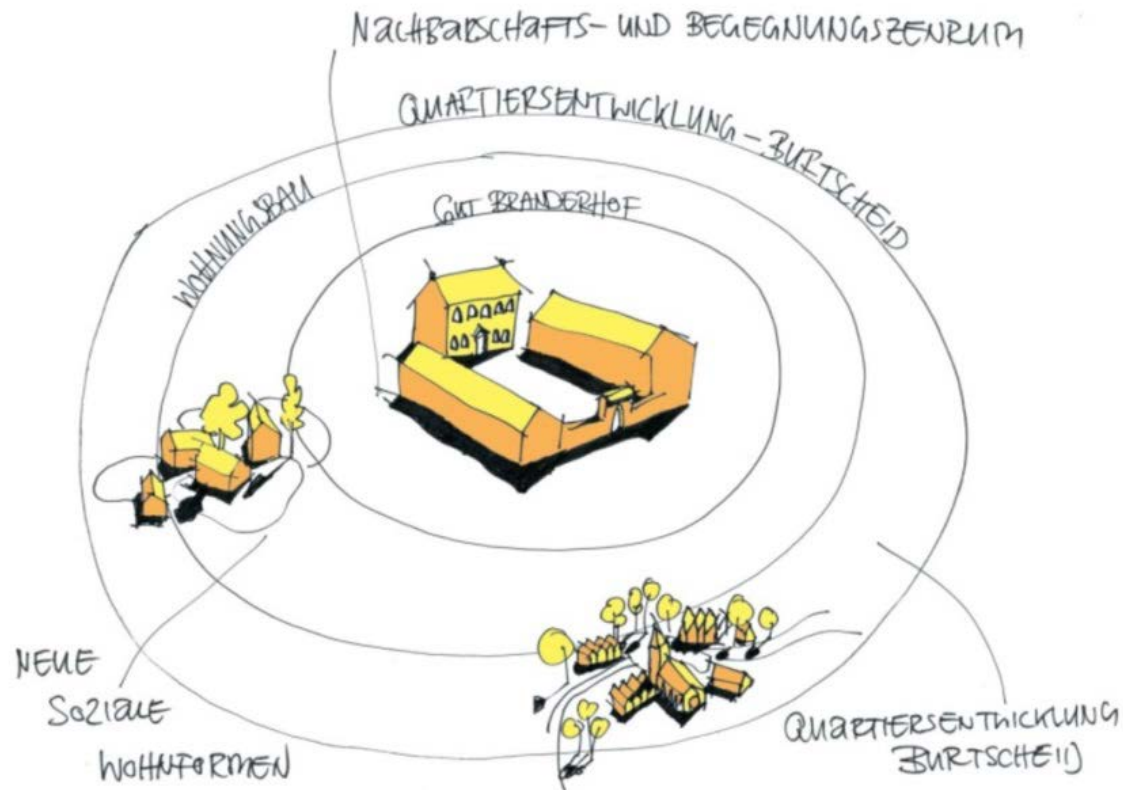 NACHBARSCHAFTS- UND BEGEGNUNGSZENRUM
QUARTIERSENTWICKLUNG - BURTSCHEID
WOHNUNGSBAU
GUT BRANDERHOF
NEUE
SOZIALE
WOHNFORMEN
QUARTIERSENTWICKLUNG
BURTSCHEID